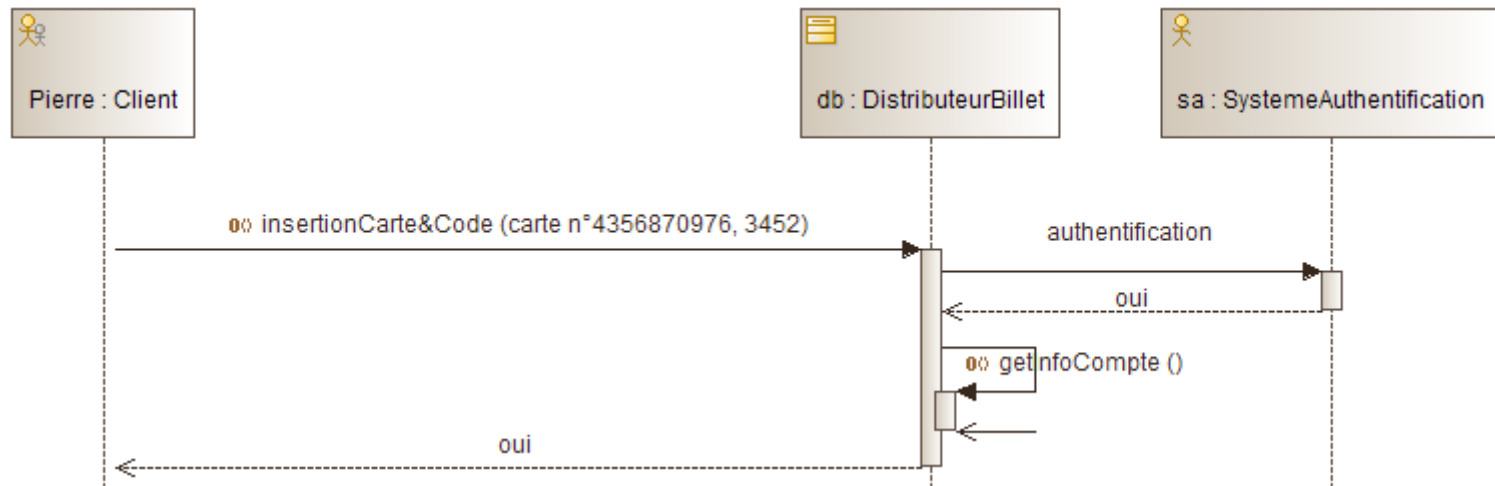 Pierre : Client
db : DistributeurBillet
sa : SystemeAuthentification
insertionCarte&Code (carte n°4356870976, 3452)
authentification
oui
getInfoCompte ()
oui